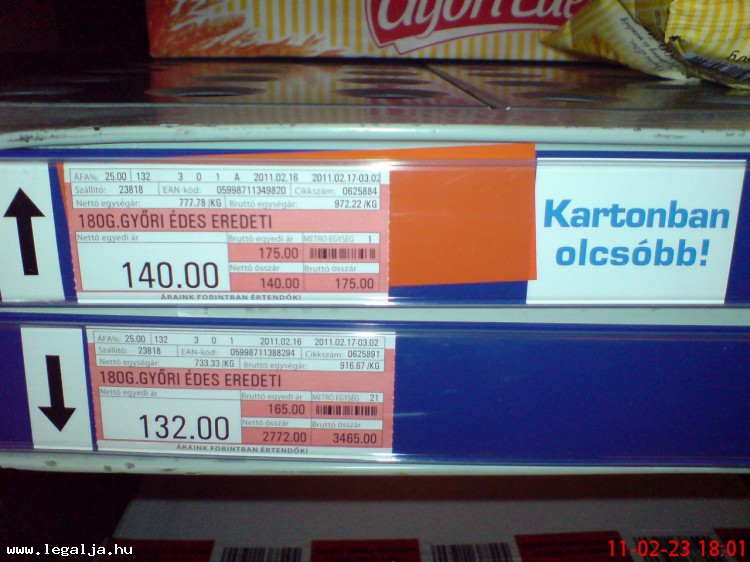 Győri Édes
ÁFA%: 25.00 132 3 0 1 A 2011.02.16 2011.02.17-03.02
Szállító: 23818 EAN-kód: 05998711349820 Cikkszám: 0625884
Nettó egységár: 777.78 /KG Bruttó egységár: 972.22 /KG
180G.GYŐRI ÉDES EREDETI
Nettó egyedi ár Bruttó egyedi ár METRO EGYSÉG 1
175.00
140.00 Nettó összár Bruttó összár
140.00 175.00
ÁRAINK FORINTBAN ÉRTENDŐK!
Kartonban
olcsóbb!
ÁFA%: 25.00 132 3 0 1 2011.02.16 2011.02.17-03.02
Szállító: 23818 EAN-kód: 05998711388294 Cikkszám: 0625891
Nettó egységár: 733.33 /KG Bruttó egységár: 916.67 /KG
180G.GYŐRI ÉDES EREDETI
Nettó egyedi ár Bruttó egyedi ár METRO EGYSÉG 21
165.00
132.00 Nettó összár Bruttó összár
2772.00 3465.00
ÁRAINK FORINTBAN ÉRTENDŐK!
www.legalja.hu
11-02-23 18:01